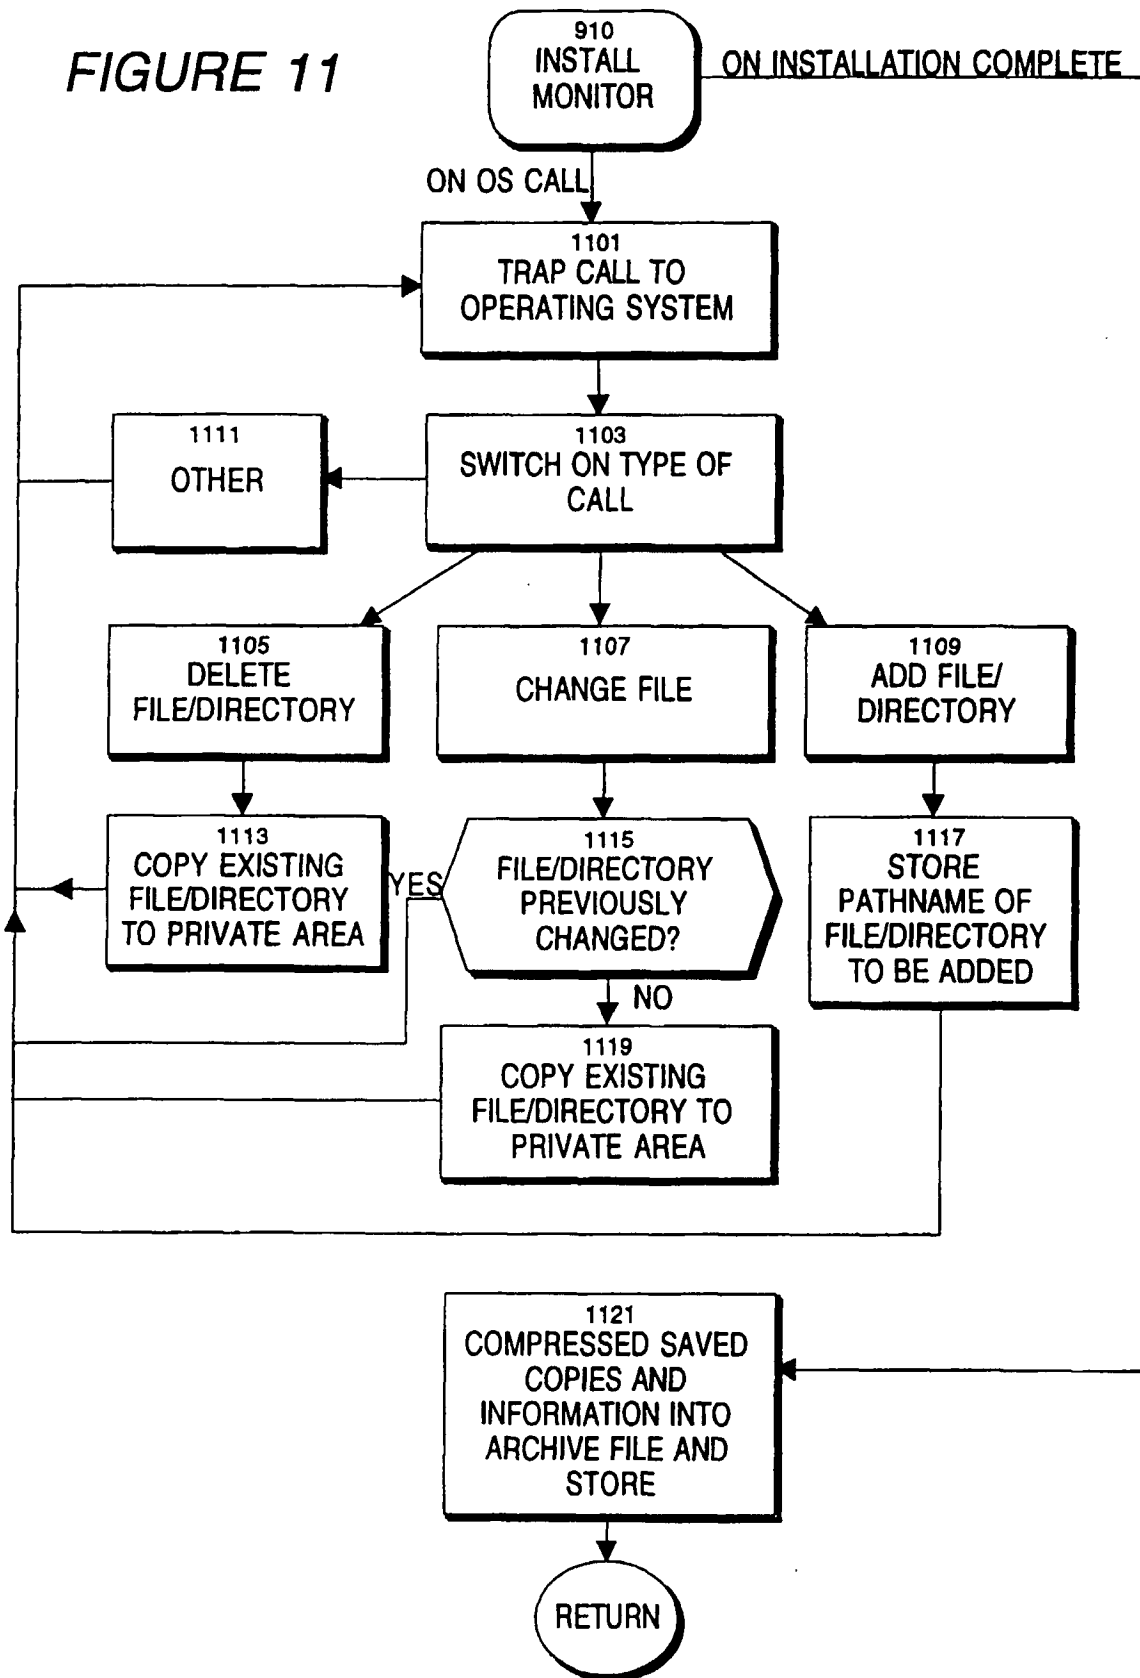 FIGURE 11
910
INSTALL
MONITOR
ON INSTALLATION COMPLETE
ON OS CALL
1101
TRAP CALL TO
OPERATING SYSTEM
1111
OTHER
1103
SWITCH ON TYPE OF
CALL
1105
DELETE
FILE/DIRECTORY
1107
CHANGE FILE
1109
ADD FILE/
DIRECTORY
1113
COPY EXISTING
FILE/DIRECTORY
TO PRIVATE AREA
YES
1115
FILE/DIRECTORY
PREVIOUSLY
CHANGED?
1117
STORE
PATHNAME OF
FILE/DIRECTORY
TO BE ADDED
NO
1119
COPY EXISTING
FILE/DIRECTORY TO
PRIVATE AREA
1121
COMPRESSED SAVED
COPIES AND
INFORMATION INTO
ARCHIVE FILE AND
STORE
RETURN